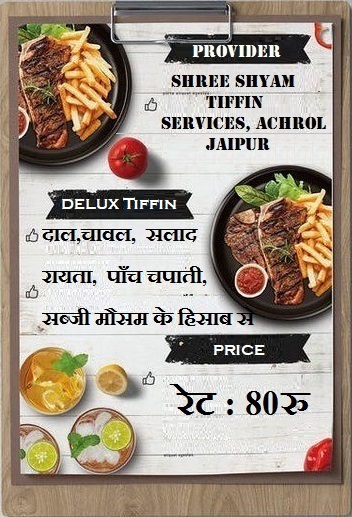 PROVIDER
SHREE SHYAM
TIFFIN
SERVICES, ACHROL
JAIPUR
DELUX TIFFIN
दाल,चावल, सलाद
रायता, पाँच चपाती,
सब्जी मौसम के हिसाब से
PRICE
रेट : 80रु